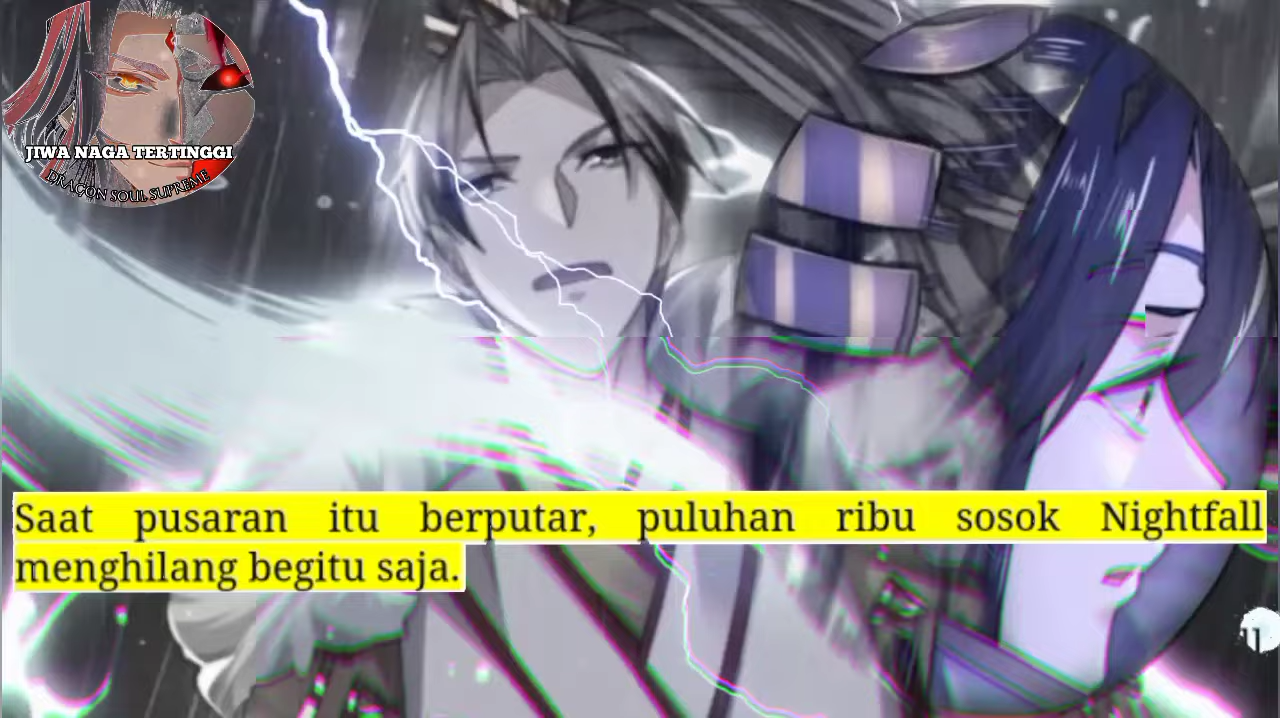 JIWA NAGA TERTINGGI
DRAGON SOUL SUPREME
Saat pusaran itu berputar, puluhan ribu sosok Nightfall
menghilang begitu saja.